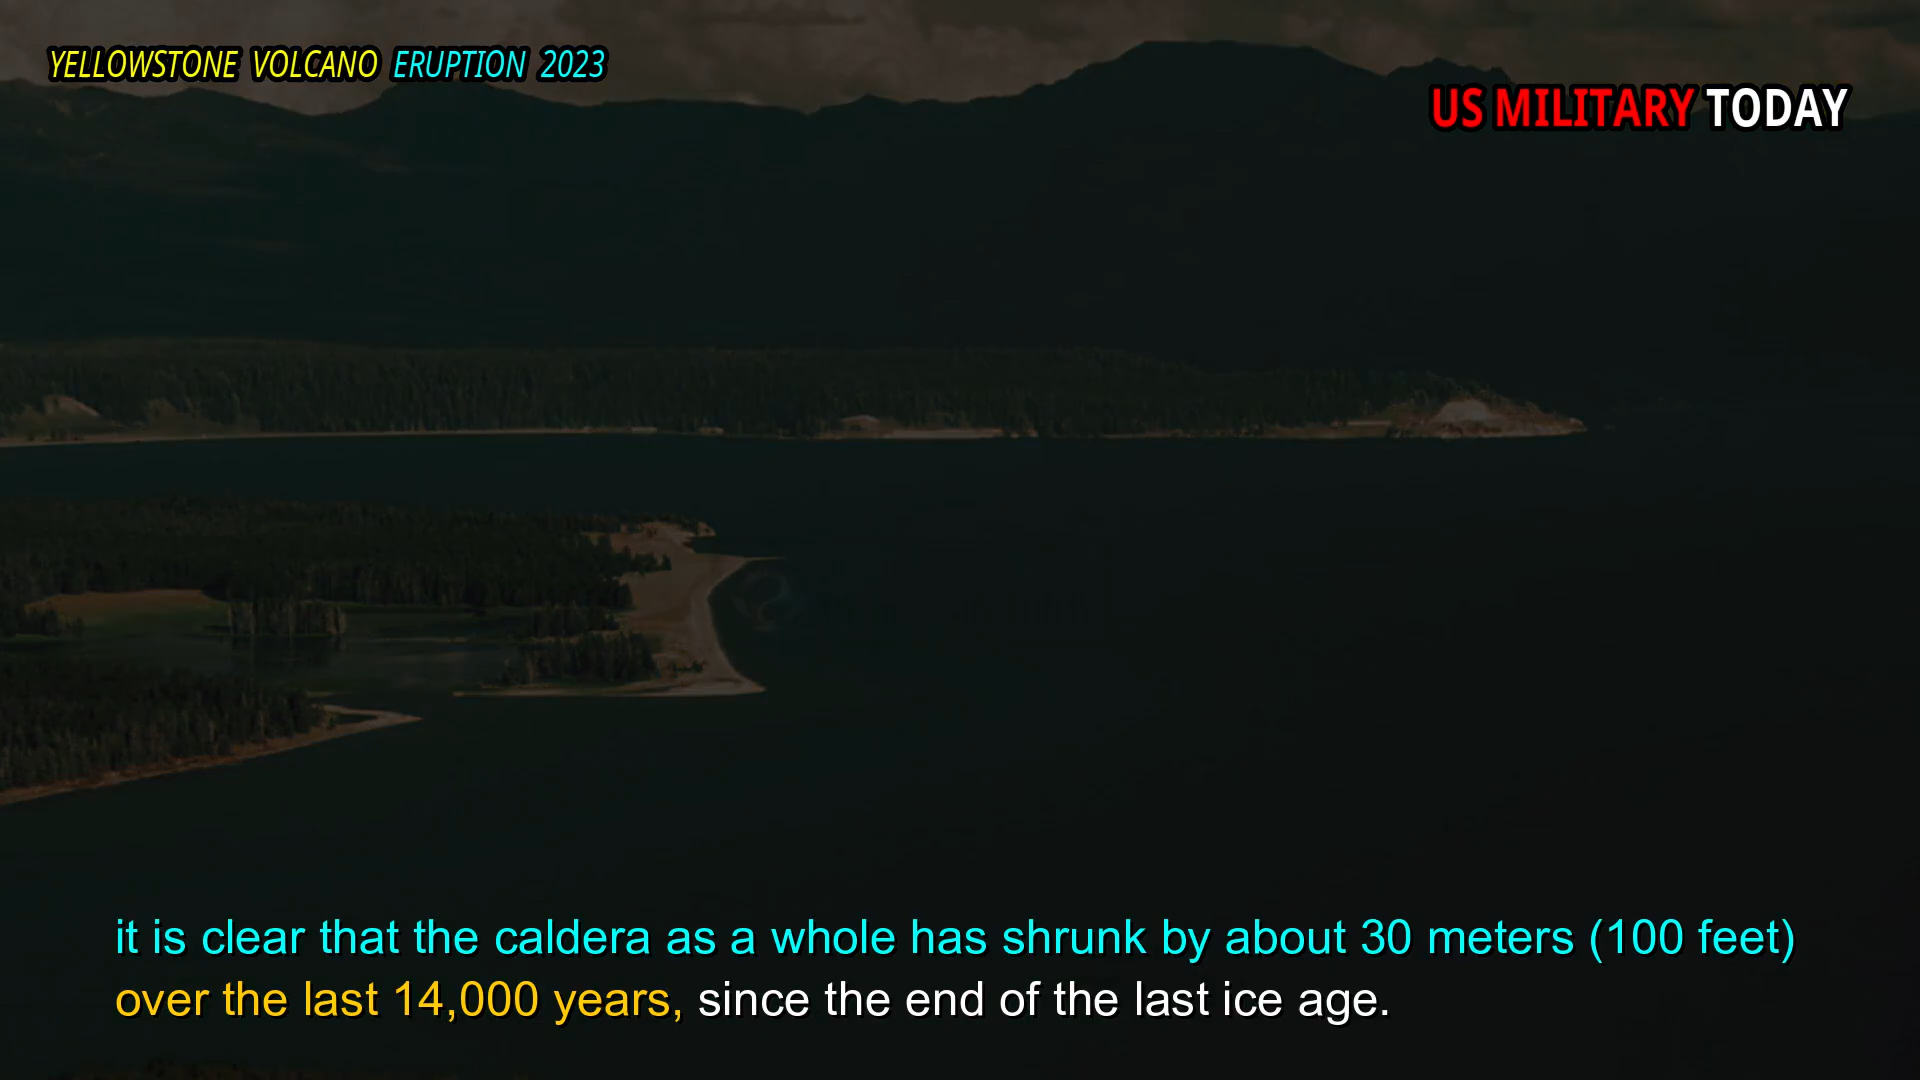 YELLOWSTONE VOLCANO ERUPTION 2023
US MILITARY TODAY
it is clear that the caldera as a whole has shrunk by about 30 meters (100 feet)
over the last 14,000 years, since the end of the last ice age.